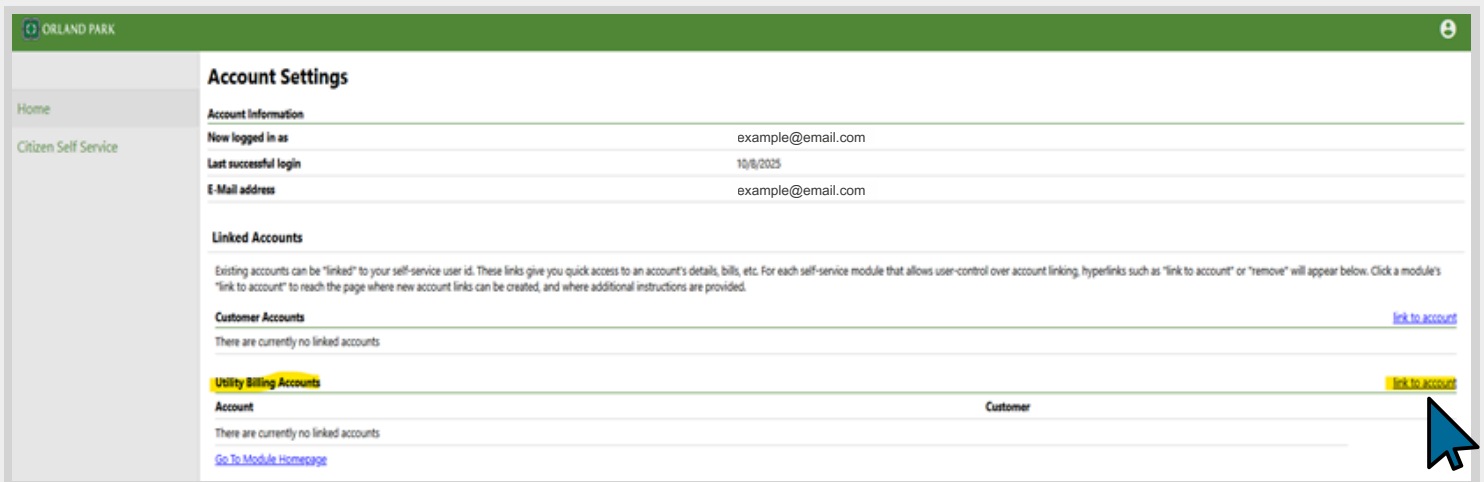 ORLAND PARK
Account Settings
Home
Citizen Self Service
Account Information
Now logged in as example@email.com
Last successful login 10/8/2025
E-Mail address example@email.com
Linked Accounts
Existing accounts can be "linked" to your self-service user id. These links give you quick access to an account's details, bills, etc. For each self-service module that allows user-control over account linking, hyperlinks such as "link to account" or "remove" will appear below. Click a module's
"link to account" to reach the page where new account links can be created, and where additional instructions are provided.
Customer Accounts link to account
There are currently no linked accounts
Utility Billing Accounts link to account
Account Customer
There are currently no linked accounts
Go To Module Homepage